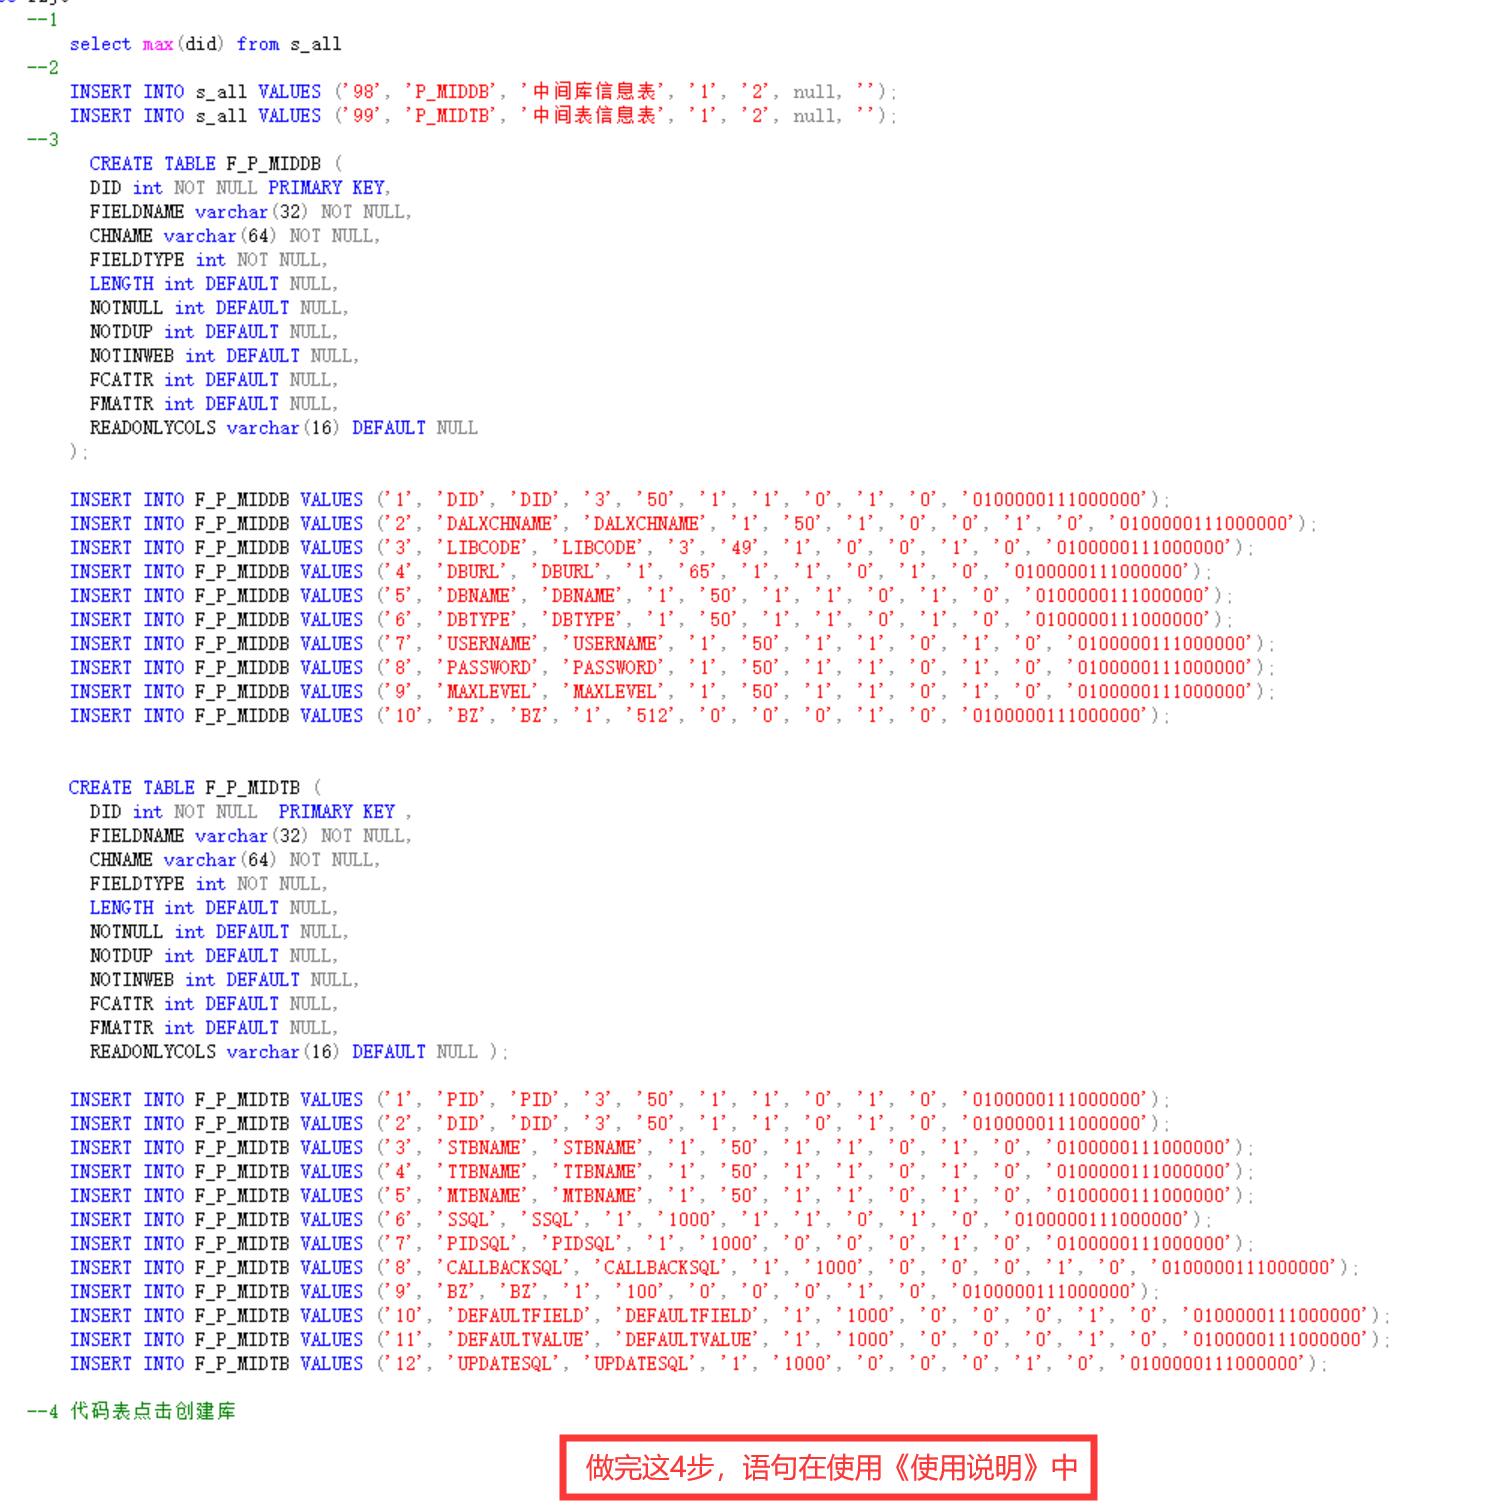 --1
select max(did) from s_all
--2
INSERT INTO s_all VALUES ('98', 'P_MIDDB', '中间库信息表', '1', '2', null, '');
INSERT INTO s_all VALUES ('99', 'P_MIDTB', '中间表信息表', '1', '2', null, '');
--3
CREATE TABLE F_P_MIDDB (
DID int NOT NULL PRIMARY KEY,
FIELDNAME varchar(32) NOT NULL,
CHNAME varchar(64) NOT NULL,
FIELDTYPE int NOT NULL,
LENGTH int DEFAULT NULL,
NOTNULL int DEFAULT NULL,
NOTDUP int DEFAULT NULL,
NOTINWEB int DEFAULT NULL,
FCATTR int DEFAULT NULL,
FMATTR int DEFAULT NULL,
READONLYCOLS varchar(16) DEFAULT NULL
);
INSERT INTO F_P_MIDDB VALUES ('1', 'DID', 'DID', '3', '50', '1', '1', '0', '1', '0', '0100000111000000');
INSERT INTO F_P_MIDDB VALUES ('2', 'DALXCHNAME', 'DALXCHNAME', '1', '50', '1', '0', '0', '1', '0', '0100000111000000');
INSERT INTO F_P_MIDDB VALUES ('3', 'LIBCODE', 'LIBCODE', '3', '49', '1', '0', '0', '1', '0', '0100000111000000');
INSERT INTO F_P_MIDDB VALUES ('4', 'DBURL', 'DBURL', '1', '65', '1', '1', '0', '1', '0', '0100000111000000');
INSERT INTO F_P_MIDDB VALUES ('5', 'DBNAME', 'DBNAME', '1', '50', '1', '1', '0', '1', '0', '0100000111000000');
INSERT INTO F_P_MIDDB VALUES ('6', 'DBTYPE', 'DBTYPE', '1', '50', '1', '1', '0', '1', '0', '0100000111000000');
INSERT INTO F_P_MIDDB VALUES ('7', 'USERNAME', 'USERNAME', '1', '50', '1', '1', '0', '1', '0', '0100000111000000');
INSERT INTO F_P_MIDDB VALUES ('8', 'PASSWORD', 'PASSWORD', '1', '50', '1', '1', '0', '1', '0', '0100000111000000');
INSERT INTO F_P_MIDDB VALUES ('9', 'MAXLEVEL', 'MAXLEVEL', '1', '50', '1', '1', '0', '1', '0', '0100000111000000');
INSERT INTO F_P_MIDDB VALUES ('10', 'BZ', 'BZ', '1', '512', '0', '0', '0', '1', '0', '0100000111000000');
CREATE TABLE F_P_MIDTB (
DID int NOT NULL  PRIMARY KEY ,
FIELDNAME varchar(32) NOT NULL,
CHNAME varchar(64) NOT NULL,
FIELDTYPE int NOT NULL,
LENGTH int DEFAULT NULL,
NOTNULL int DEFAULT NULL,
NOTDUP int DEFAULT NULL,
NOTINWEB int DEFAULT NULL,
FCATTR int DEFAULT NULL,
FMATTR int DEFAULT NULL,
READONLYCOLS varchar(16) DEFAULT NULL );
INSERT INTO F_P_MIDTB VALUES ('1', 'PID', 'PID', '3', '50', '1', '1', '0', '1', '0', '0100000111000000');
INSERT INTO F_P_MIDTB VALUES ('2', 'DID', 'DID', '3', '50', '1', '1', '0', '1', '0', '0100000111000000');
INSERT INTO F_P_MIDTB VALUES ('3', 'STBNAME', 'STBNAME', '1', '50', '1', '1', '0', '1', '0', '0100000111000000');
INSERT INTO F_P_MIDTB VALUES ('4', 'TTBNAME', 'TTBNAME', '1', '50', '1', '1', '0', '1', '0', '0100000111000000');
INSERT INTO F_P_MIDTB VALUES ('5', 'MTBNAME', 'MTBNAME', '1', '50', '1', '1', '0', '1', '0', '0100000111000000');
INSERT INTO F_P_MIDTB VALUES ('6', 'SSQL', 'SSQL', '1', '1000', '1', '1', '0', '1', '0', '0100000111000000');
INSERT INTO F_P_MIDTB VALUES ('7', 'PIDSQL', 'PIDSQL', '1', '1000', '0', '0', '0', '1', '0', '0100000111000000');
INSERT INTO F_P_MIDTB VALUES ('8', 'CALLBACKSQL', 'CALLBACKSQL', '1', '1000', '0', '0', '0', '1', '0', '0100000111000000');
INSERT INTO F_P_MIDTB VALUES ('9', 'BZ', 'BZ', '1', '100', '0', '0', '0', '1', '0', '0100000111000000');
INSERT INTO F_P_MIDTB VALUES ('10', 'DEFAULTFIELD', 'DEFAULTFIELD', '1', '1000', '0', '0', '0', '1', '0', '0100000111000000');
INSERT INTO F_P_MIDTB VALUES ('11', 'DEFAULTVALUE', 'DEFAULTVALUE', '1', '1000', '0', '0', '0', '1', '0', '0100000111000000');
INSERT INTO F_P_MIDTB VALUES ('12', 'UPDATESQL', 'UPDATESQL', '1', '1000', '0', '0', '0', '1', '0', '0100000111000000');
--4 代码表点击创建库
做完这4步，语句在使用《使用说明》中